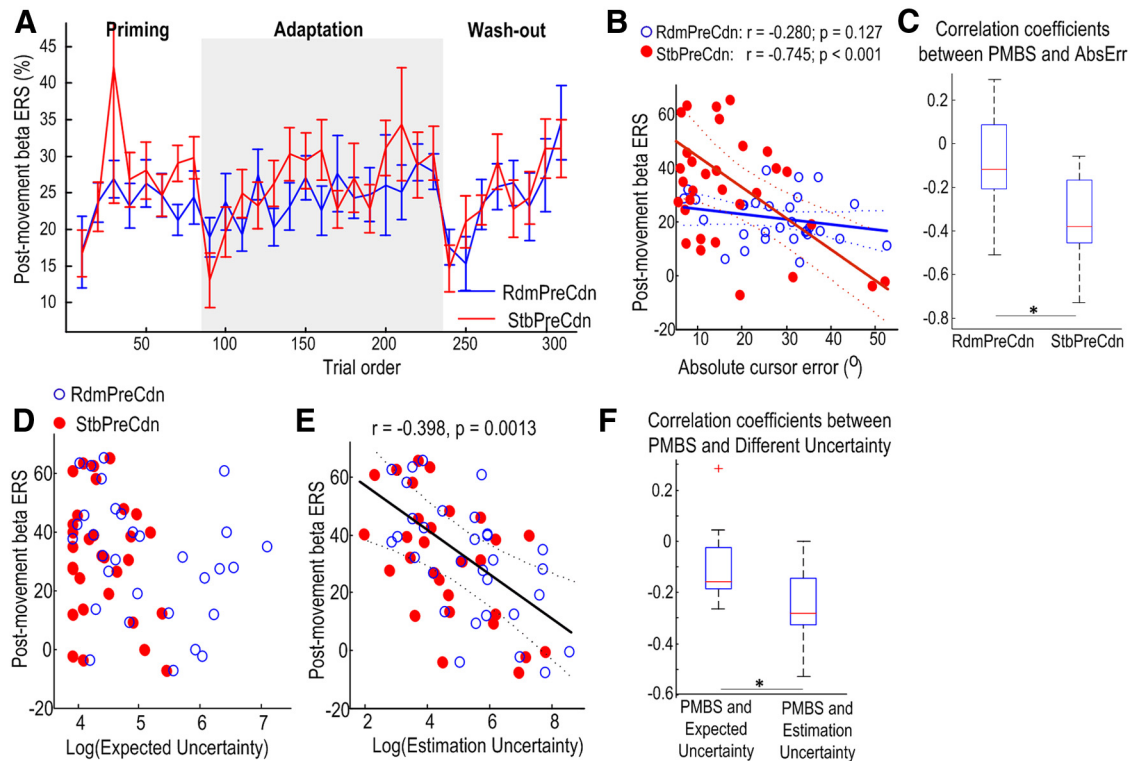 A
Priming
Adaptation
Wash-out
Post-movement beta ERS (%)
45
40
35
30
25
20
15
10
50
100
150
200
250
300
Trial order
RdmPreCdn
StbPreCdn
B
RdmPreCdn: r = -0.280; p = 0.127
StbPreCdn: r = -0.745; p < 0.001
Post-movement beta ERS
60
40
20
0
-20
10
20
30
40
50
Absolute cursor error (O)
C
Correlation coefficients
between PMBS and AbsErr
0.2
0
-0.2
-0.4
-0.6
-0.8
*
RdmPreCdn
StbPreCdn
D
RdmPreCdn
StbPreCdn
Post-movement beta ERS
60
40
20
0
-20
4
5
6
7
Log(Expected Uncertainty)
E
r = -0.398, p = 0.0013
Post-movement beta ERS
60
40
20
0
-20
2
4
6
8
Log(Estimation Uncertainty)
F
Correlation coefficients between
PMBS and Different Uncertainty
0.2
0
-0.2
-0.4
-0.6
*
PMBS and
Expected
Uncertainty
PMBS and
Estimation
Uncertainty